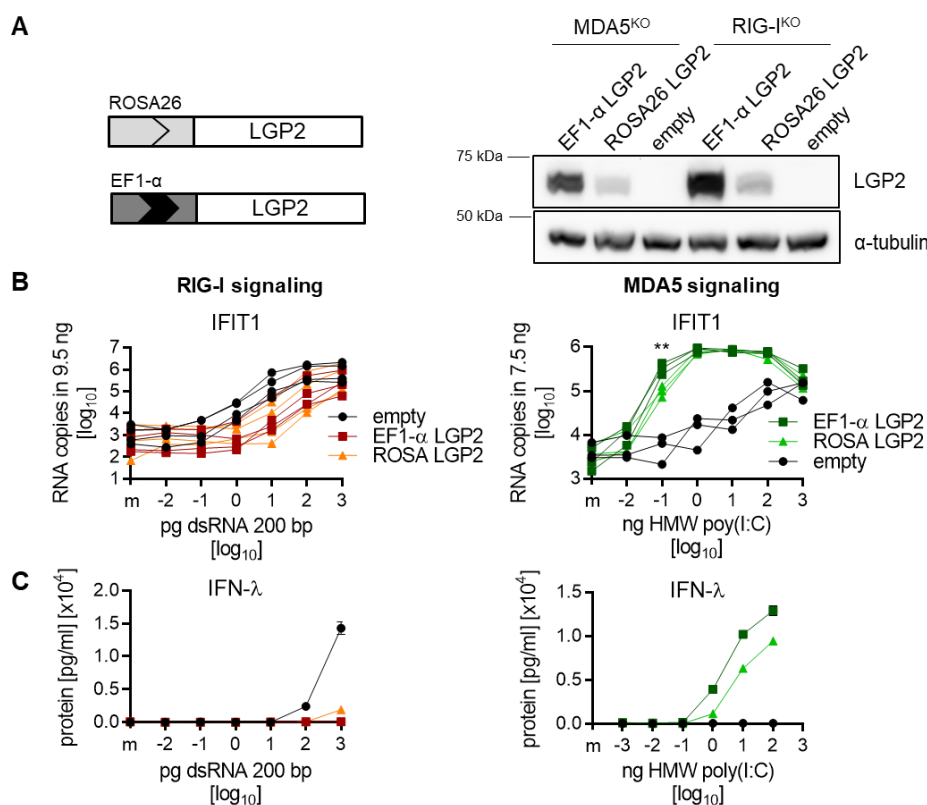 A
MDA5KO
RIG-IKO
EF1-α LGP2
ROSA26 LGP2
empty
EF1-α LGP2
ROSA26 LGP2
empty
ROSA26
LGP2
EF1-α
LGP2
75 kDa
50 kDa
LGP2
α-tubulin
B
RIG-I signaling
IFIT1
RNA copies in 9.5 ng
[log10]
7
6
5
4
3
2
1
m -2 -1 0 1 2 3
pg dsRNA 200 bp
[log10]
empty
EF1-α LGP2
ROSA LGP2
MDA5 signaling
IFIT1
**
RNA copies in 7.5 ng
[log10]
6
5
4
3
m -2 -1 0 1 2 3
ng HMW poy(I:C)
[log10]
EF1-α LGP2
ROSA LGP2
empty
C
IFN-λ
protein [pg/ml] [x10⁴]
2.0
1.5
1.0
0.5
0.0
m -2 -1 0 1 2 3
pg dsRNA 200 bp
[log10]
IFN-λ
protein [pg/ml] [x10⁴]
1.5
1.0
0.5
0.0
m -3 -2 -1 0 1 2
ng HMW poly(I:C)
[log10]